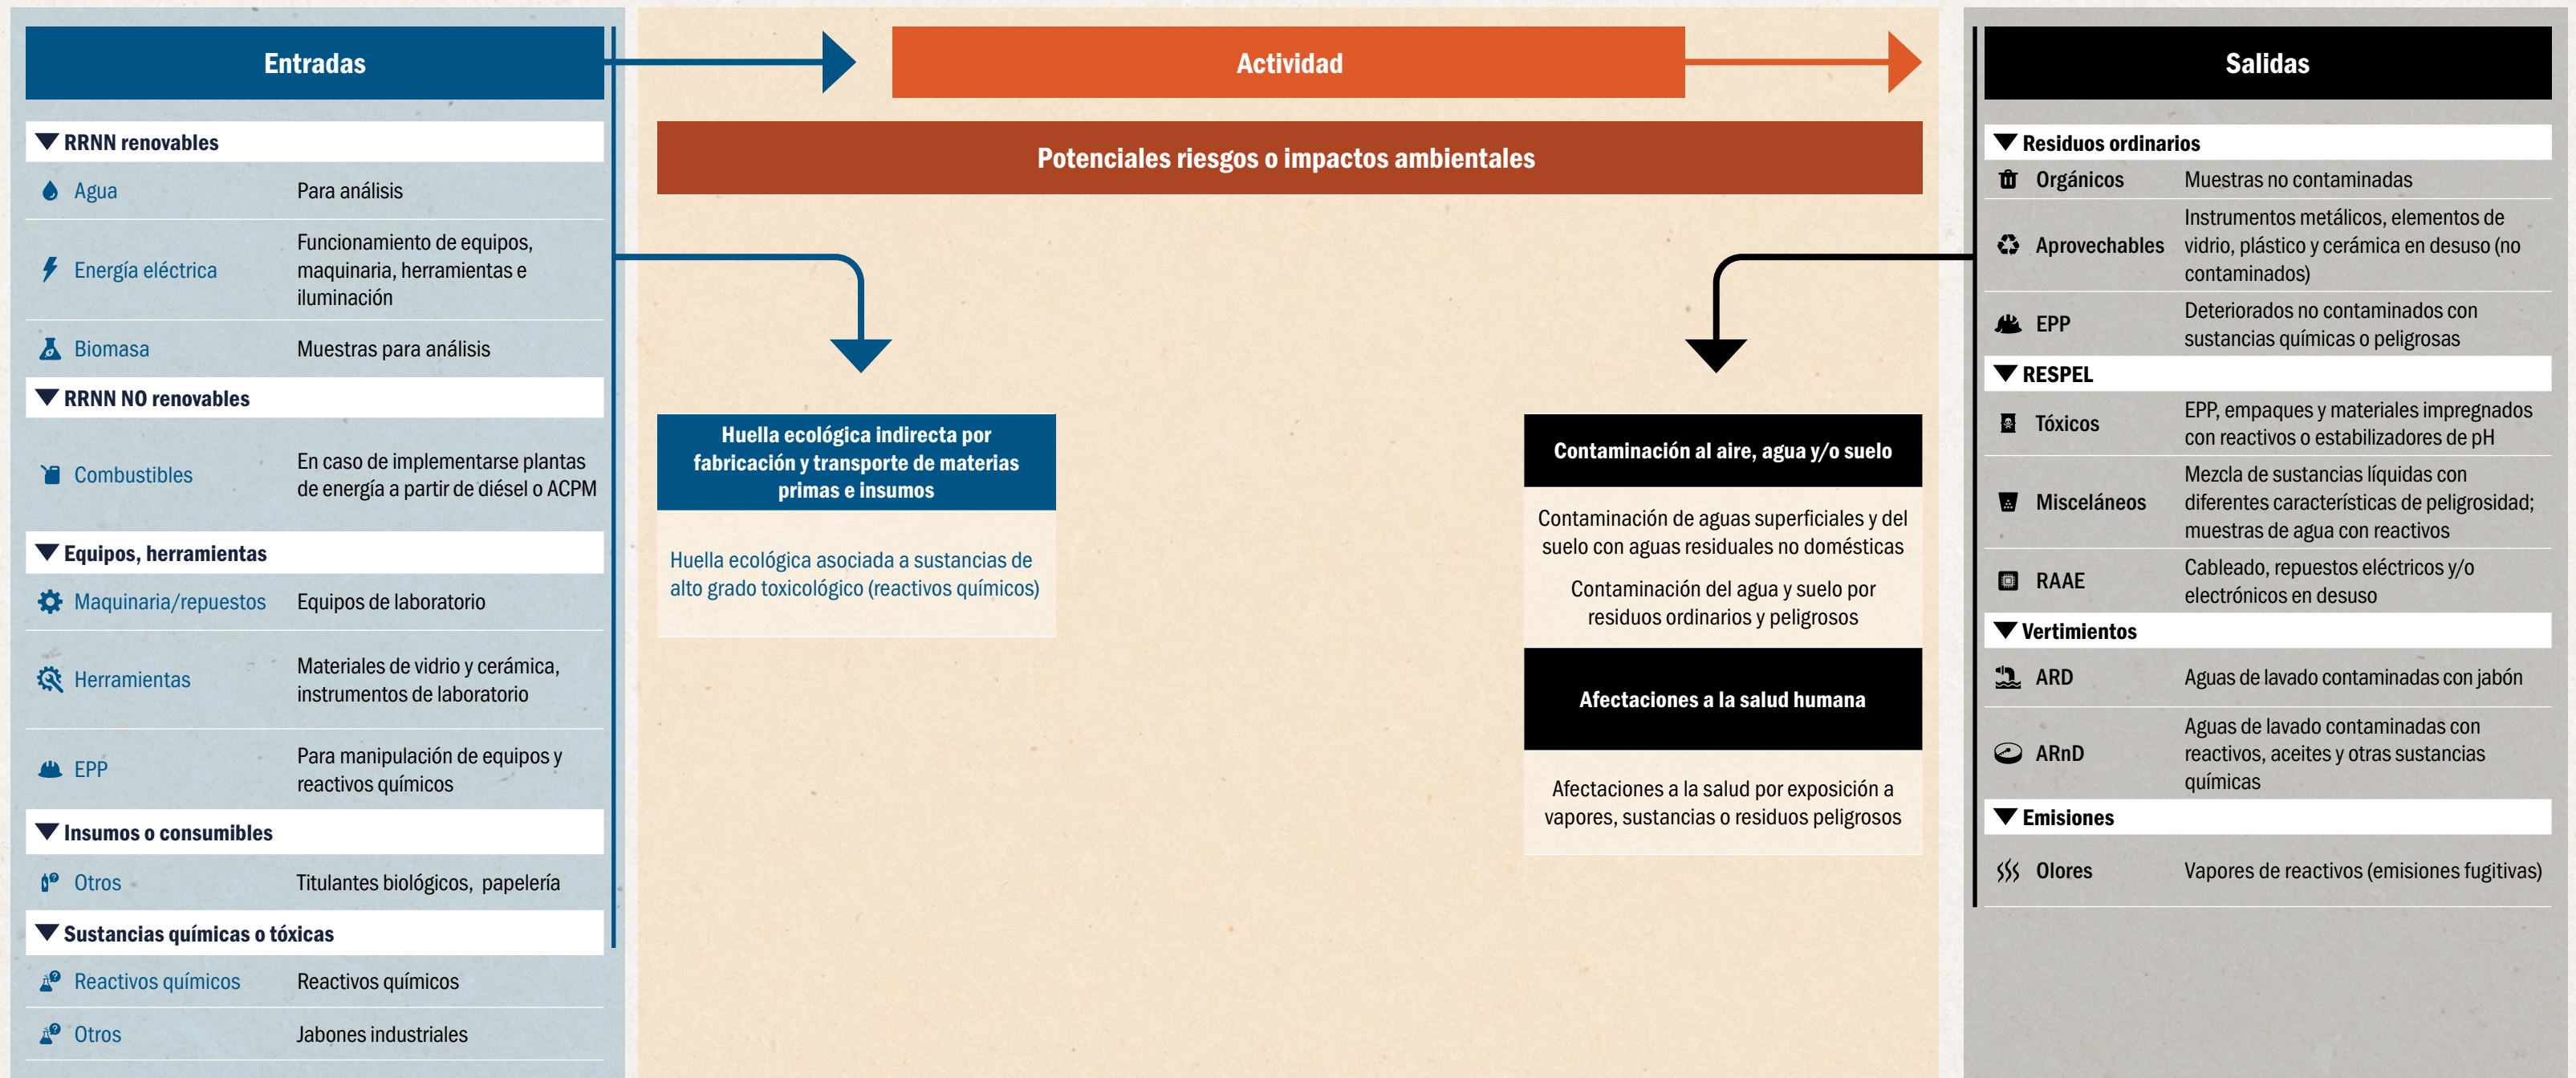 Entradas
RRNN renovables
Agua Para análisis
Energía eléctrica Funcionamiento de equipos,
maquinaria, herramientas e
iluminación
Biomasa Muestras para análisis
RRNN NO renovables
Combustibles En caso de implementarse plantas
de energía a partir de diésel o ACPM
Equipos, herramientas
Maquinaria/repuestos Equipos de laboratorio
Herramientas Materiales de vidrio y cerámica,
instrumentos de laboratorio
EPP Para manipulación de equipos y
reactivos químicos
Insumos o consumibles
Otros Titulantes biológicos, papelería
Sustancias químicas o tóxicas
Reactivos químicos Reactivos químicos
Otros Jabones industriales
Actividad
Potenciales riesgos o impactos ambientales
Huella ecológica indirecta por
fabricación y transporte de materias
primas e insumos
Huella ecológica asociada a sustancias de
alto grado toxicológico (reactivos químicos)
Contaminación al aire, agua y/o suelo
Contaminación de aguas superficiales y del
suelo con aguas residuales no domésticas
Contaminación del agua y suelo por
residuos ordinarios y peligrosos
Afectaciones a la salud humana
Afectaciones a la salud por exposición a
vapores, sustancias o residuos peligrosos
Salidas
Residuos ordinarios
Orgánicos Muestras no contaminadas
Aprovechables Instrumentos metálicos, elementos de
vidrio, plástico y cerámica en desuso (no
contaminados)
EPP Deteriorados no contaminados con
sustancias químicas o peligrosas
RESPEL
Tóxicos EPP, empaques y materiales impregnados
con reactivos o estabilizadores de pH
Misceláneos Mezcla de sustancias líquidas con
diferentes características de peligrosidad;
muestras de agua con reactivos
RAAE Cableado, repuestos eléctricos y/o
electrónicos en desuso
Vertimientos
ARD Aguas de lavado contaminadas con jabón
ARnD Aguas de lavado contaminadas con
reactivos, aceites y otras sustancias
químicas
Emisiones
Olores Vapores de reactivos (emisiones fugitivas)